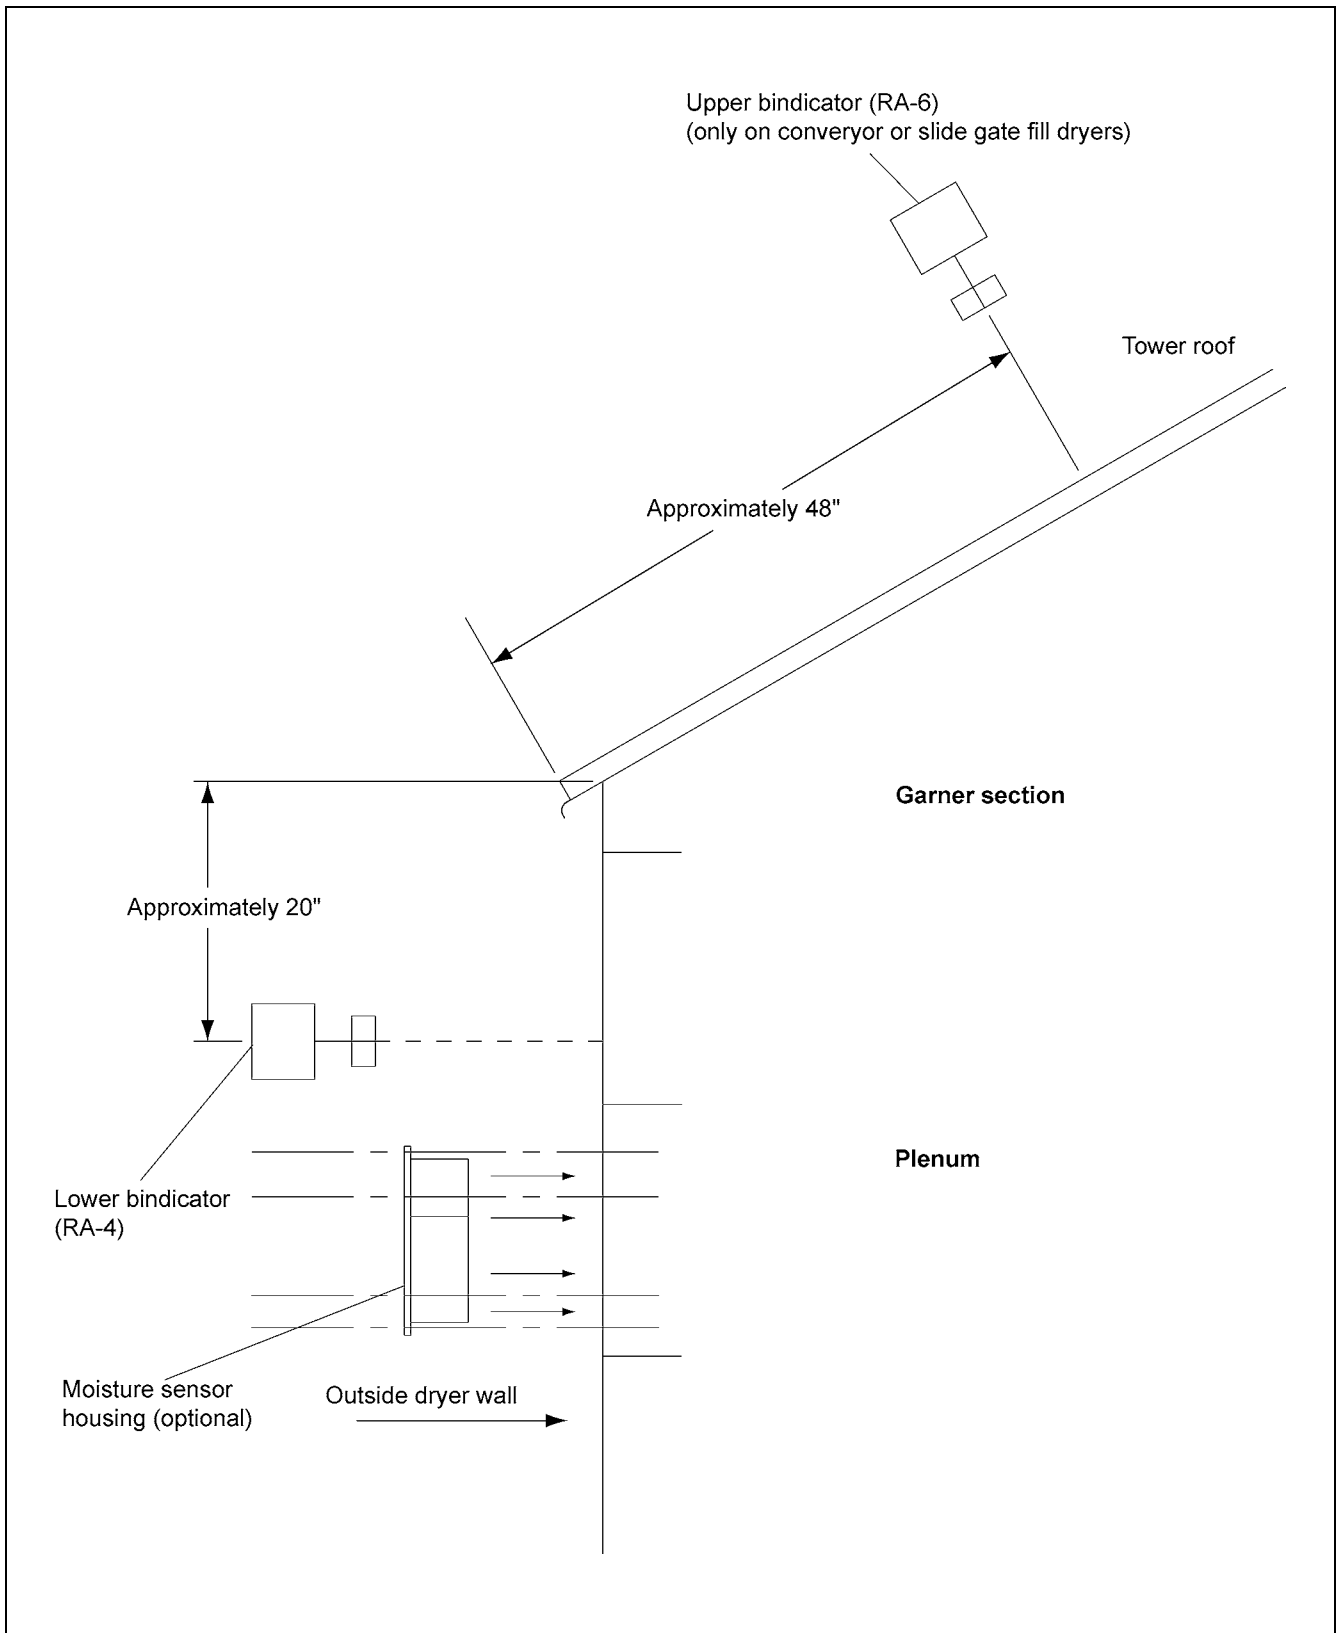 Upper bindicator (RA-6)
(only on converyor or slide gate fill dryers)
Tower roof
Approximately 48"
Garner section
Approximately 20"
Plenum
Lower bindicator
(RA-4)
Moisture sensor
housing (optional)
Outside dryer wall